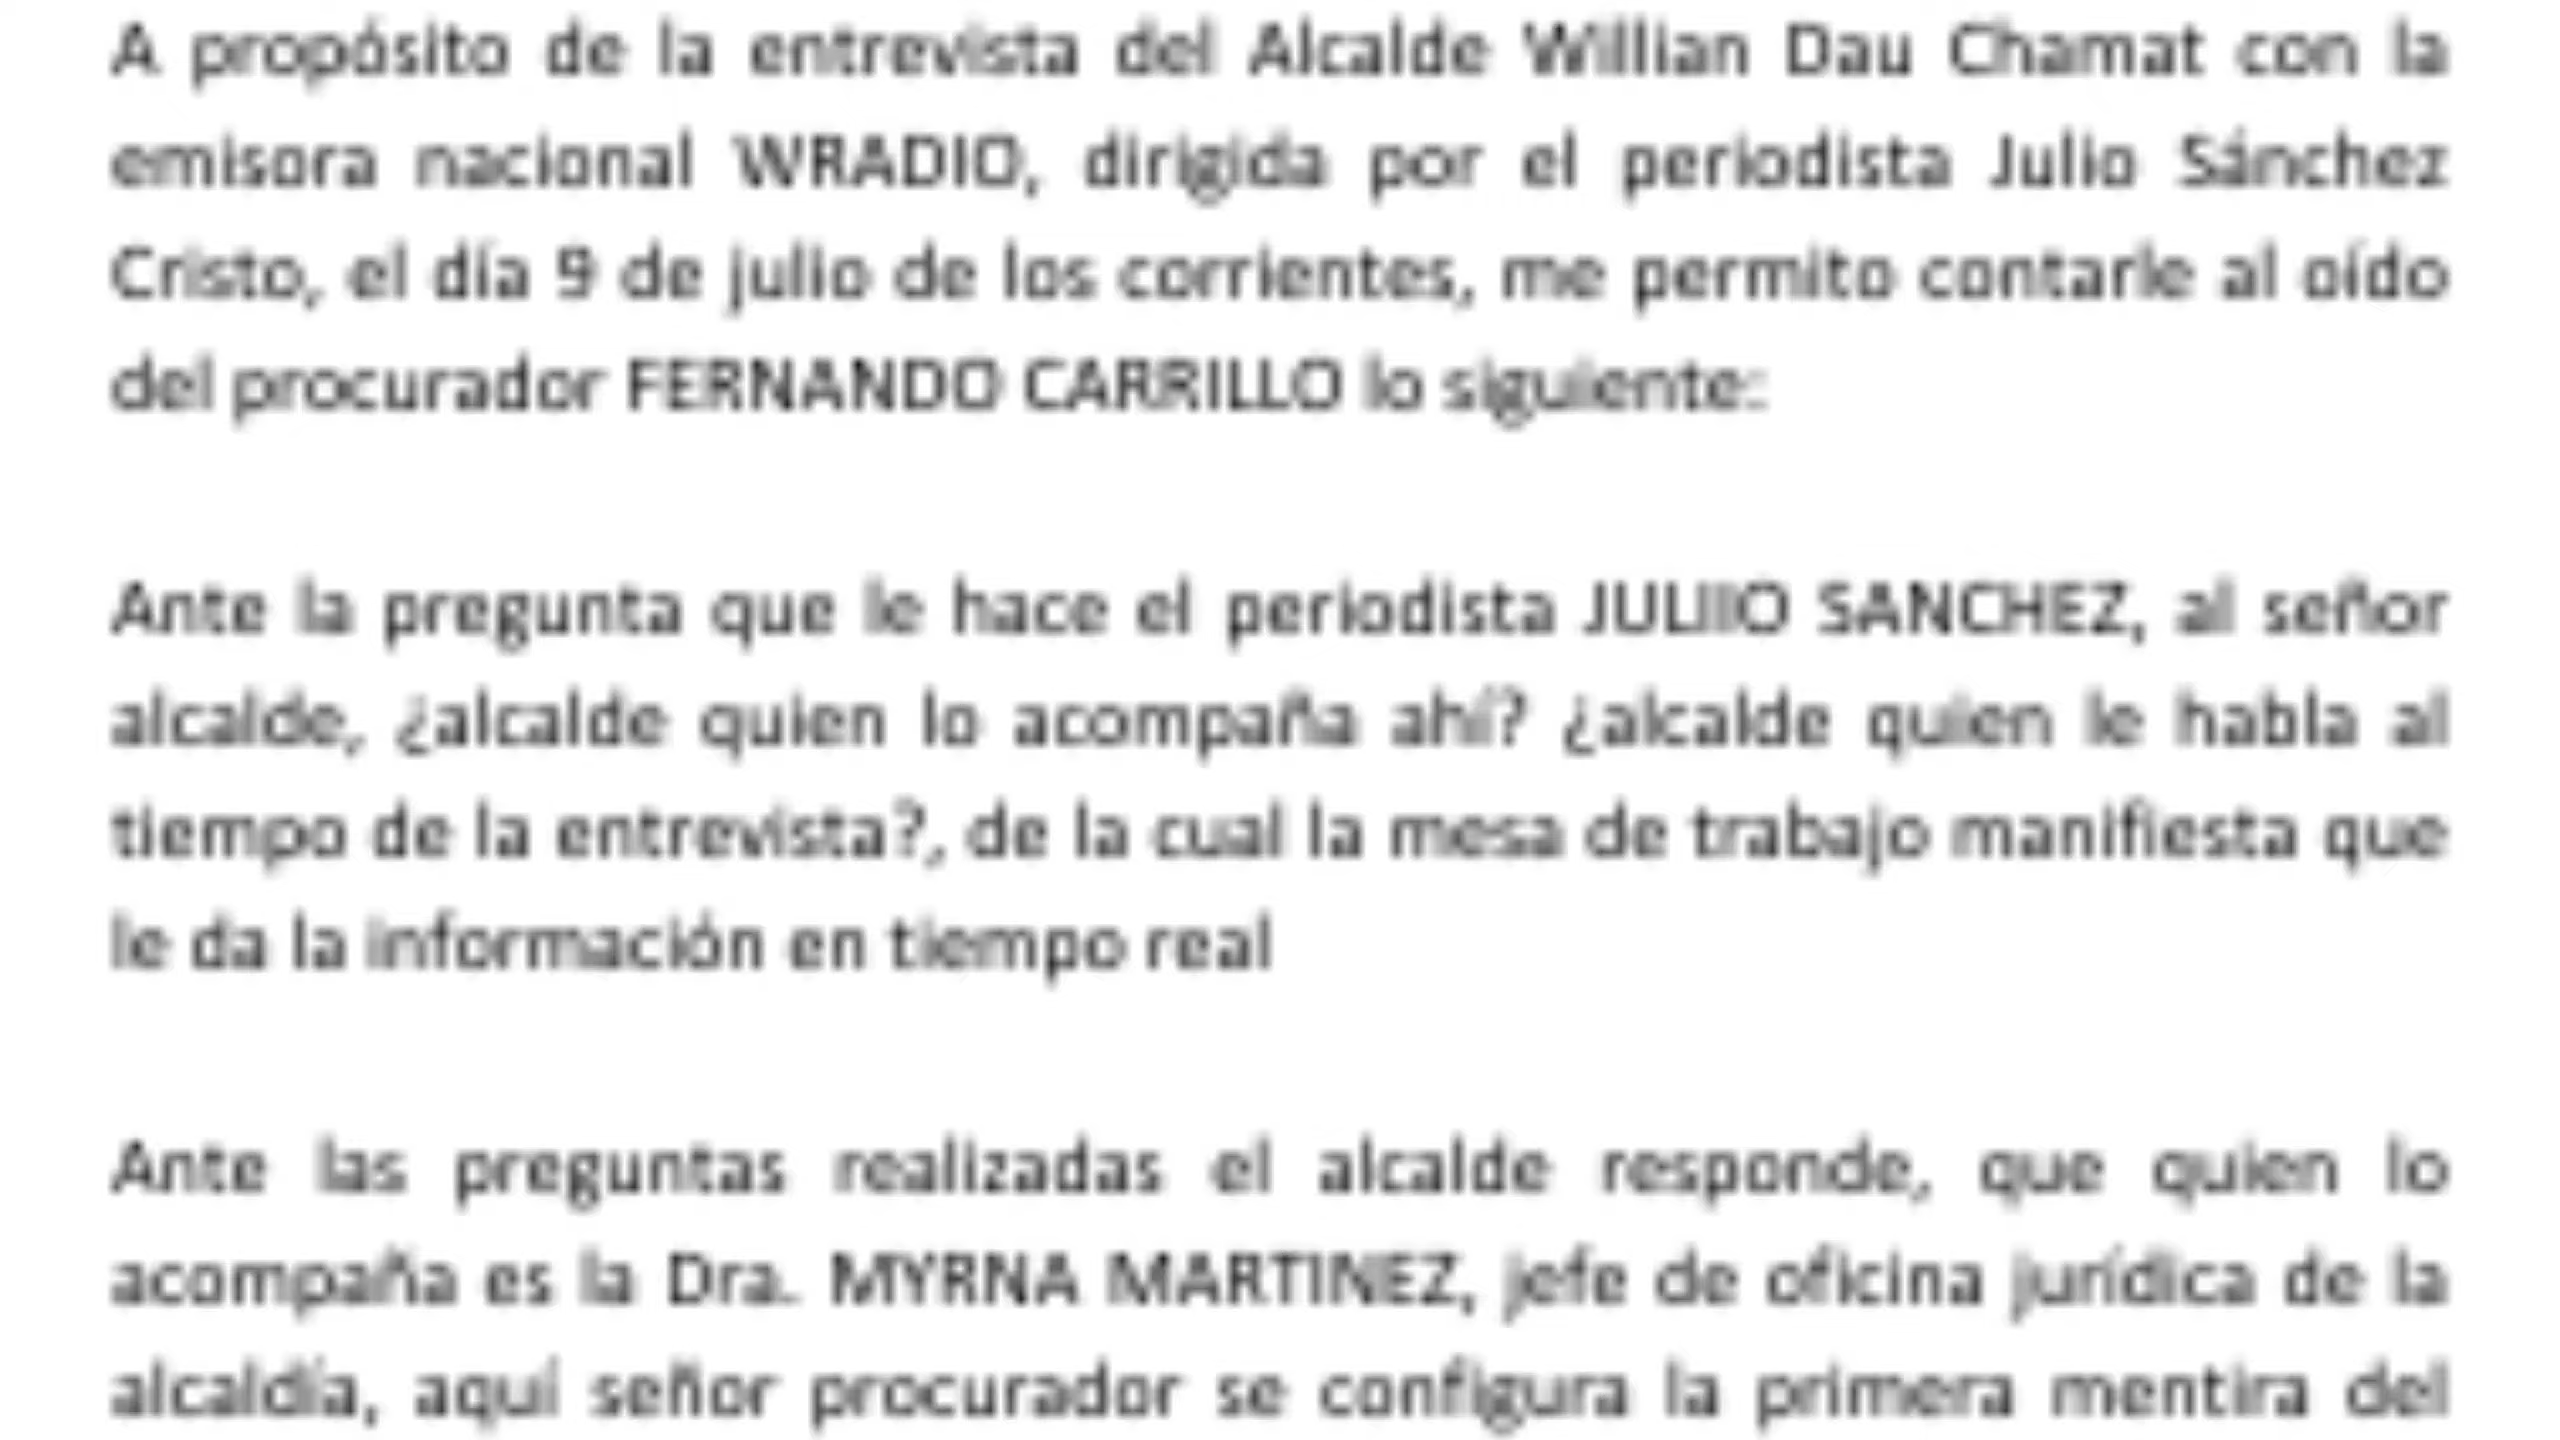 A propósito de la entrevista del Alcalde Willian Dau Chamat con la
emisora nacional WRADIO, dirigida por el periodista Julio Sánchez
Cristo, el día 9 de julio de los corrientes, me permito contarle al oído
del procurador FERNANDO CARRILLO lo siguiente:
Ante la pregunta que le hace el periodista JULIIO SANCHEZ, al señor
alcalde, ¿alcalde quien lo acompaña ahí? ¿alcalde quien le habla al
tiempo de la entrevista?, de la cual la mesa de trabajo manifiesta que
le da la información en tiempo real
Ante las preguntas realizadas el alcalde responde, que quien lo
acompaña es la Dra. MYRNA MARTINEZ, jefe de oficina jurídica de la
alcaldía, aquí señor procurador se configura la primera mentira del